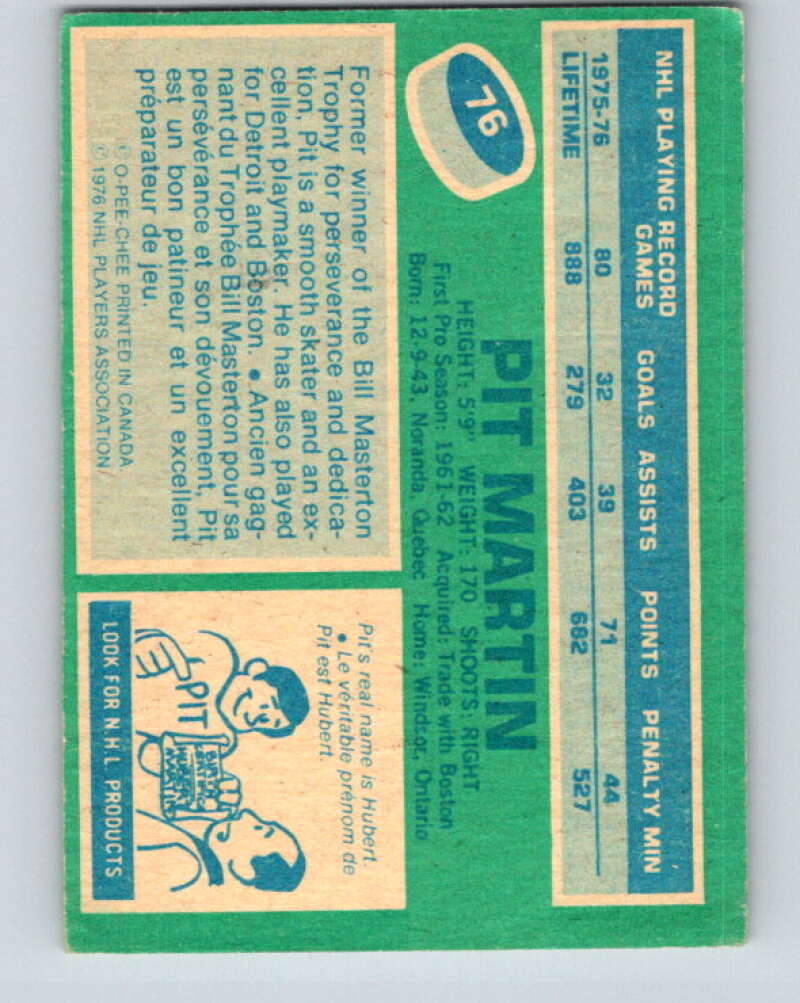 NHL PLAYING RECORD
GAMES GOALS ASSISTS POINTS PENALTY MIN
1975-76 80 32 39 71 44
LIFETIME 888 279 403 682 527
76
PIT MARTIN
HEIGHT: 5'9" WEIGHT: 170 SHOOTS: RIGHT
First Pro Season: 1961-62 Acquired: Trade with Boston
Born: 12-9-43, Noranda, Quebec Home: Windsor, Ontario
Former winner of the Bill Masterton
Trophy for perseverance and dedica-
tion, Pit is a smooth skater and an ex-
cellent playmaker. He has also played
for Detroit and Boston. • Ancien gag-
nant du Trophée Bill Masterton pour sa
persévérance et son dévouement, Pit
est un bon patineur et un excellent
préparateur de jeu.
©O-PEE-CHEE PRINTED IN CANADA
©1976 NHL PLAYERS ASSOCIATION
Pit's real name is Hubert.
• Le véritable prénom de
Pit est Hubert.
PIT
HUBERT
MARTIN
LOOK FOR N.H.L. PRODUCTS